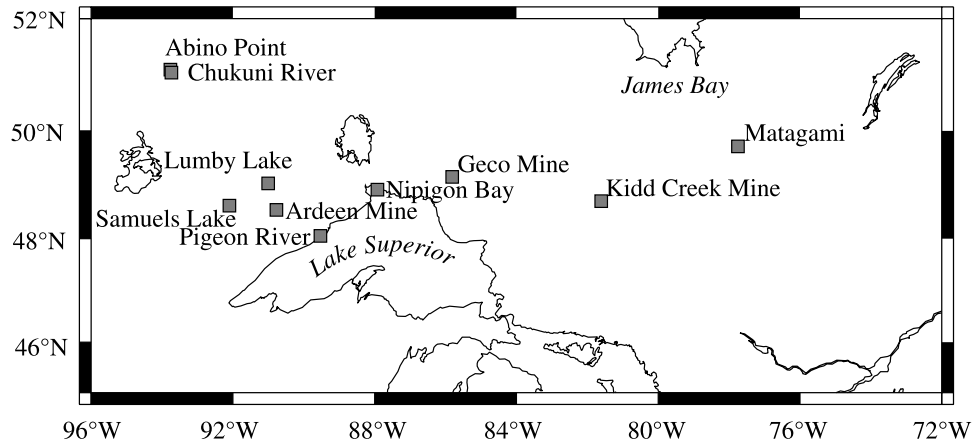 52°N
Abino Point
Chukuni River
James Bay
50°N
Matagami
Lumby Lake
Geco Mine
Nipigon Bay
Kidd Creek Mine
Samuels Lake
Ardeen Mine
Pigeon River
48°N
Lake Superior
46°N
96°W 92°W 88°W 84°W 80°W 76°W 72°W